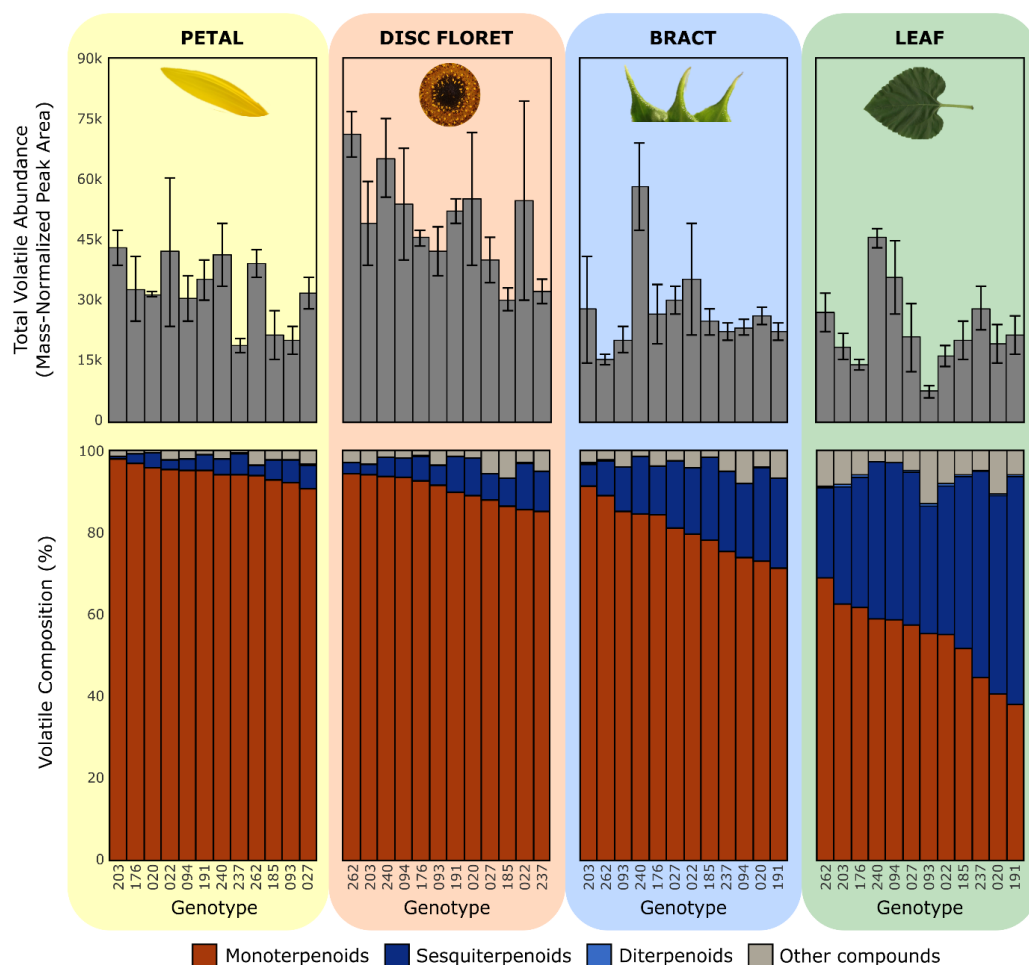 PETAL DISC FLORET BRACT LEAF
Total Volatile Abundance
(Mass-Normalized Peak Area)
90k
75k
60k
45k
30k
15k
0
Volatile Composition (%)
100
80
60
40
20
0
203 176 020 022 094 191 240 237 262 185 093 027
262 203 240 094 176 093 191 020 027 185 022 237
203 262 093 240 176 027 022 185 237 094 020 191
262 203 176 240 094 027 093 022 185 237 020 191
Genotype Genotype Genotype Genotype
Monoterpenoids Sesquiterpenoids Diterpenoids Other compounds